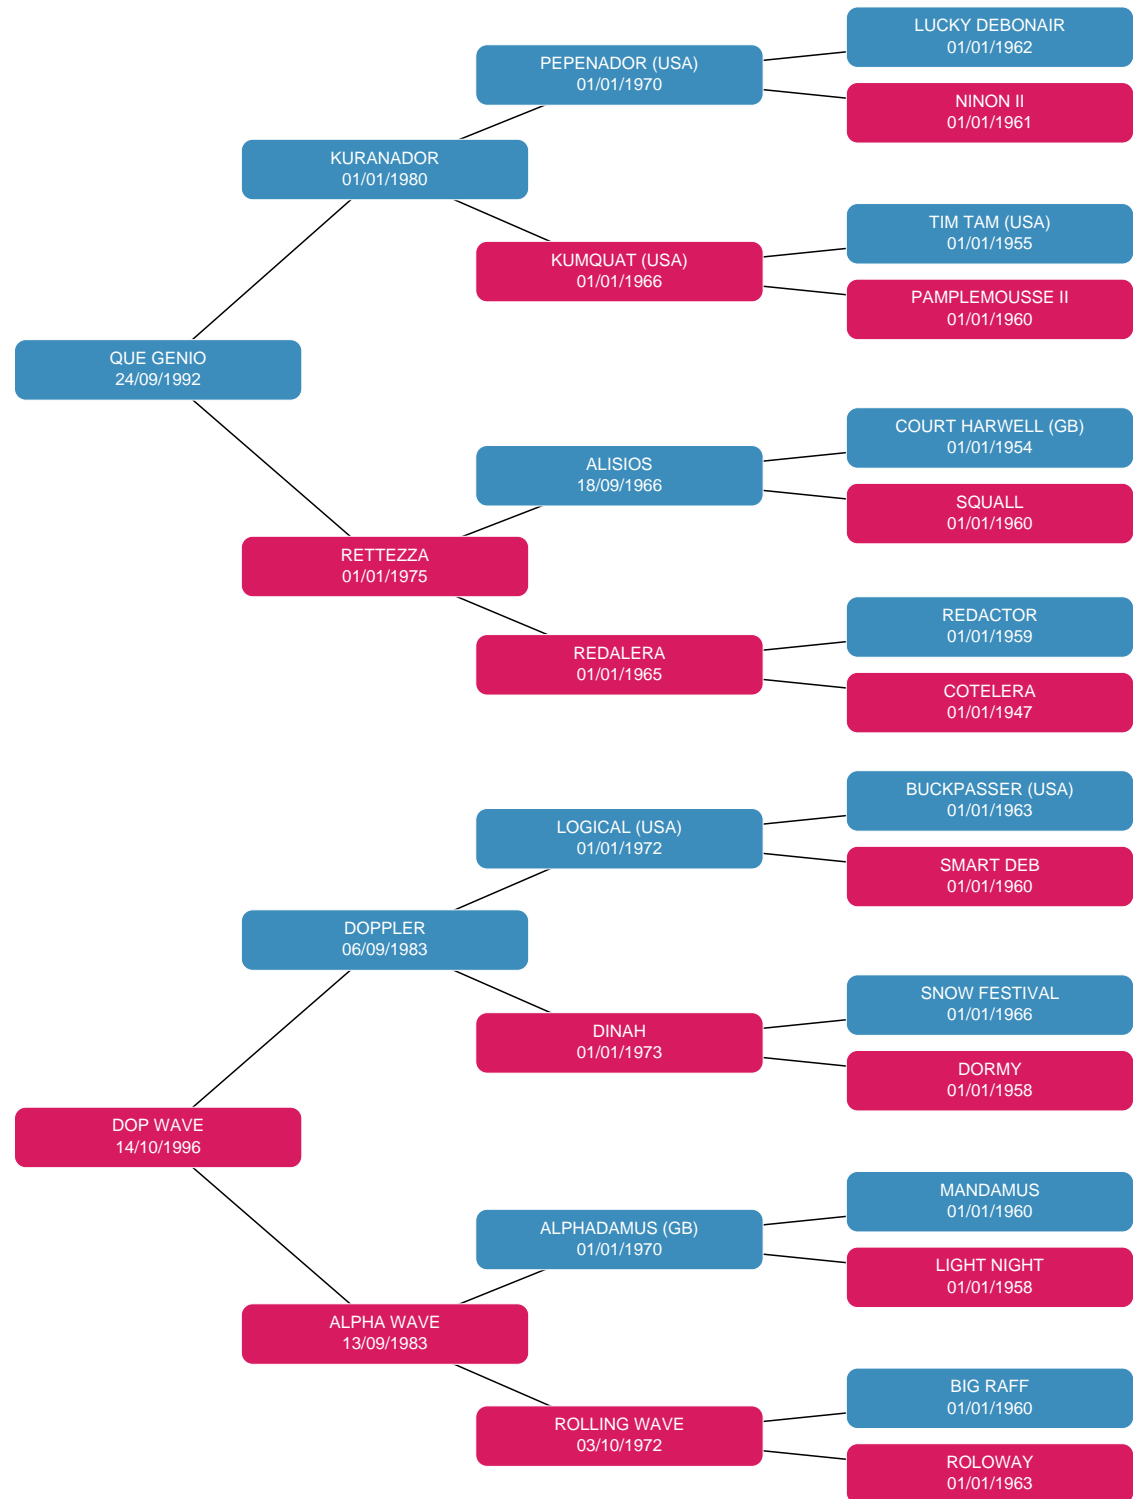 LUCKY DEBONAIR
01/01/1962
PEPENADOR (USA)
01/01/1970
NINON II
01/01/1961
KURANADOR
01/01/1980
TIM TAM (USA)
01/01/1955
KUMQUAT (USA)
01/01/1966
PAMPLEMOUSSE II
01/01/1960
QUE GENIO
24/09/1992
COURT HARWELL (GB)
01/01/1954
ALISIOS
18/09/1966
SQUALL
01/01/1960
RETTEZZA
01/01/1975
REDACTOR
01/01/1959
REDALERA
01/01/1965
COTELERA
01/01/1947
BUCKPASSER (USA)
01/01/1963
LOGICAL (USA)
01/01/1972
SMART DEB
01/01/1960
DOPPLER
06/09/1983
SNOW FESTIVAL
01/01/1966
DINAH
01/01/1973
DORMY
01/01/1958
DOP WAVE
14/10/1996
MANDAMUS
01/01/1960
ALPHADAMUS (GB)
01/01/1970
LIGHT NIGHT
01/01/1958
ALPHA WAVE
13/09/1983
BIG RAFF
01/01/1960
ROLLING WAVE
03/10/1972
ROLOWAY
01/01/1963